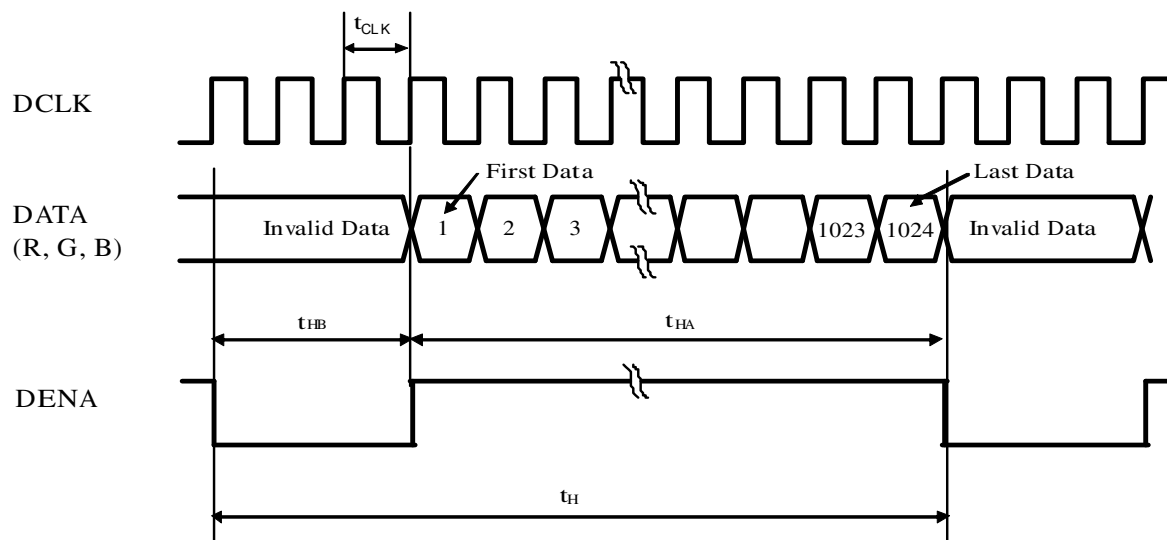 tCLK
DCLK
First Data
Last Data
DATA
(R, G, B)
Invalid Data
1
2
3
1023
1024
Invalid Data
tHB
tHA
DENA
tH